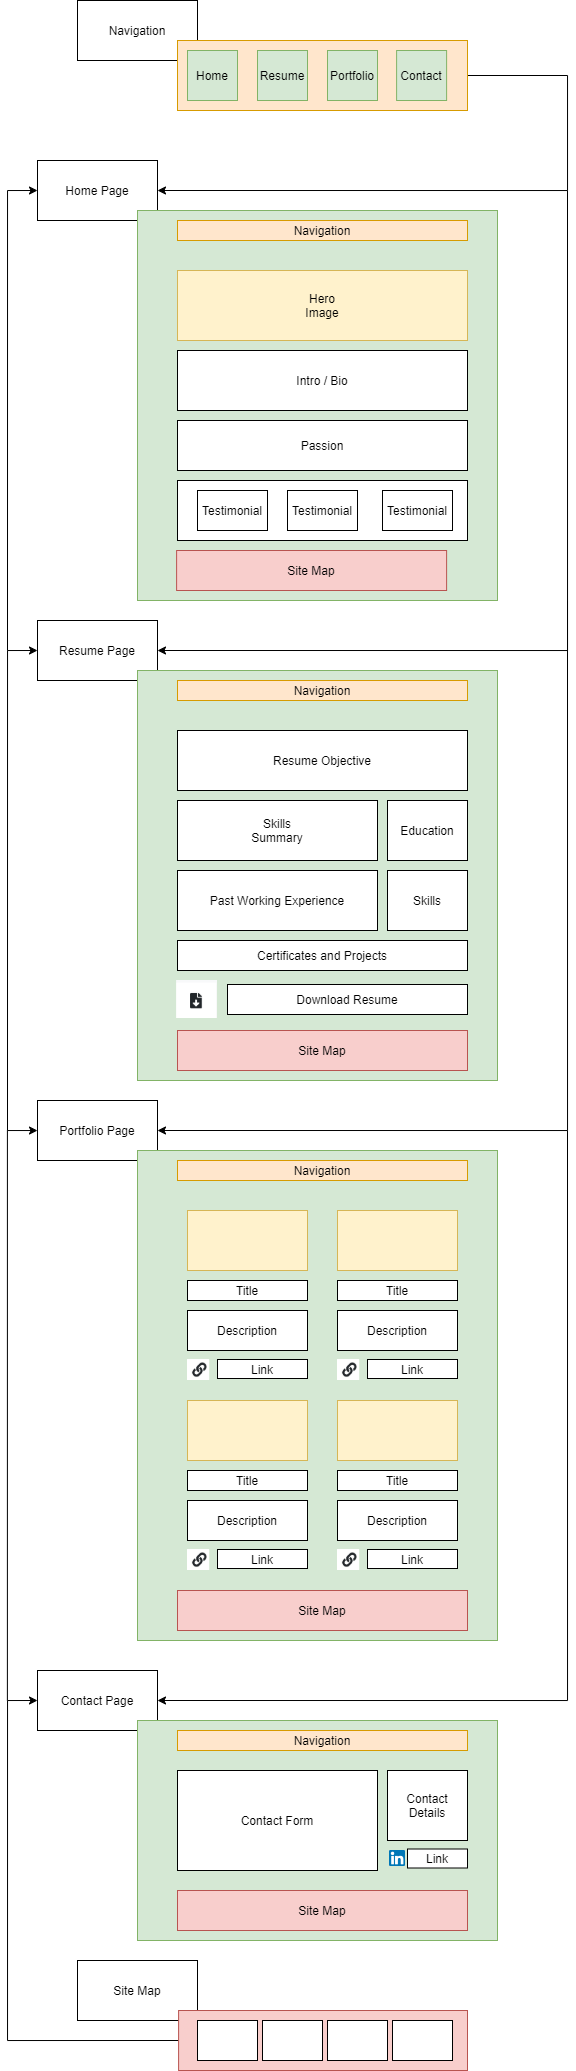 Navigation
Home
Resume
Portfolio
Contact
Home Page
Navigation
Hero
Image
Intro / Bio
Passion
Testimonial
Testimonial
Testimonial
Site Map
Resume Page
Navigation
Resume Objective
Skills
Summary
Education
Past Working Experience
Skills
Certificates and Projects
Download Resume
Site Map
Portfolio Page
Navigation
Title
Title
Description
Description
Link
Link
Title
Title
Description
Description
Link
Link
Site Map
Contact Page
Navigation
Contact Form
Contact
Details
in
Link
Site Map
Site Map